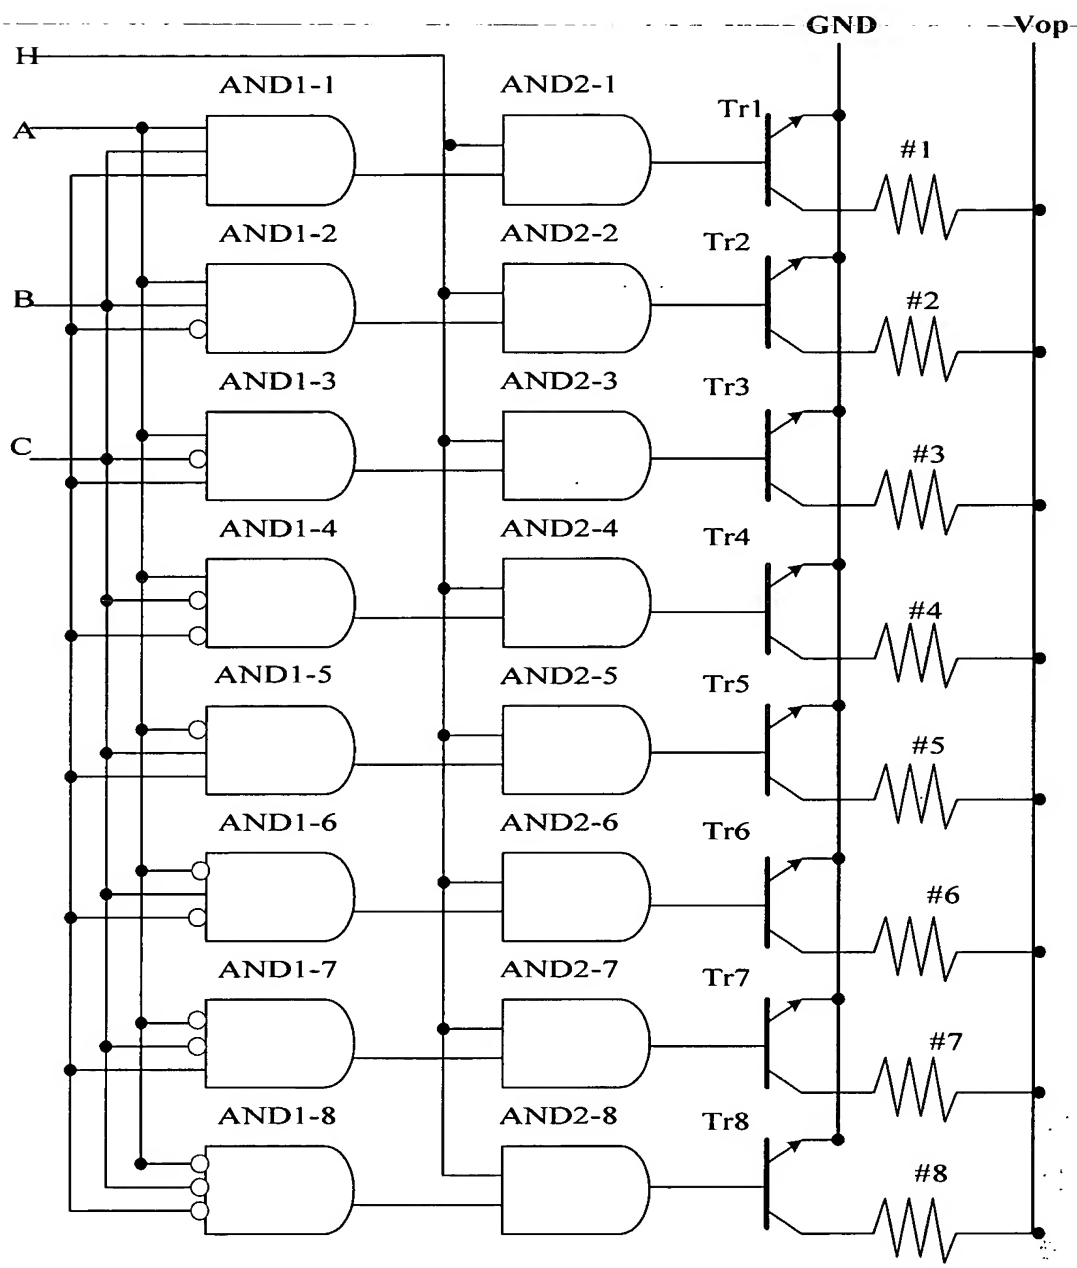 GND Vop
H
AND1-1 AND2-1
Tr1
A
#1
AND1-2 AND2-2 Tr2
B
#2
AND1-3 AND2-3 Tr3
C
#3
AND1-4 AND2-4 Tr4
#4
AND1-5 AND2-5 Tr5
#5
AND1-6 AND2-6 Tr6
#6
AND1-7 AND2-7 Tr7
#7
AND1-8 AND2-8 Tr8
#8